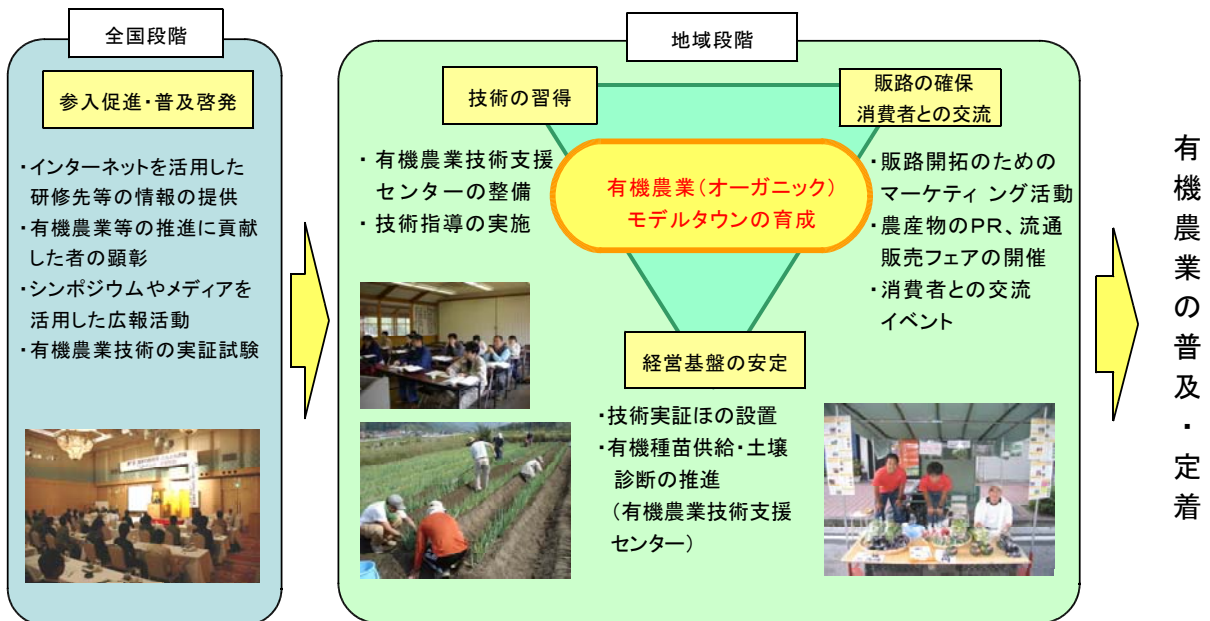 全国段階
参入促進・普及啓発
・インターネットを活用した
研修先等の情報の提供
・有機農業等の推進に貢献
した者の顕彰
・シンポジウムやメディアを
活用した広報活動
・有機農業技術の実証試験
地域段階
技術の習得
・有機農業技術支援
センターの整備
・技術指導の実施
販路の確保
消費者との交流
・販路開拓のための
マーケティング活動
・農産物のPR、流通
販売フェアの開催
・消費者との交流
イベント
有機農業(オーガニック)
モデルタウンの育成
経営基盤の安定
・技術実証ほの設置
・有機種苗供給・土壌
診断の推進
(有機農業技術支援
センター)
有機農業の普及・定着